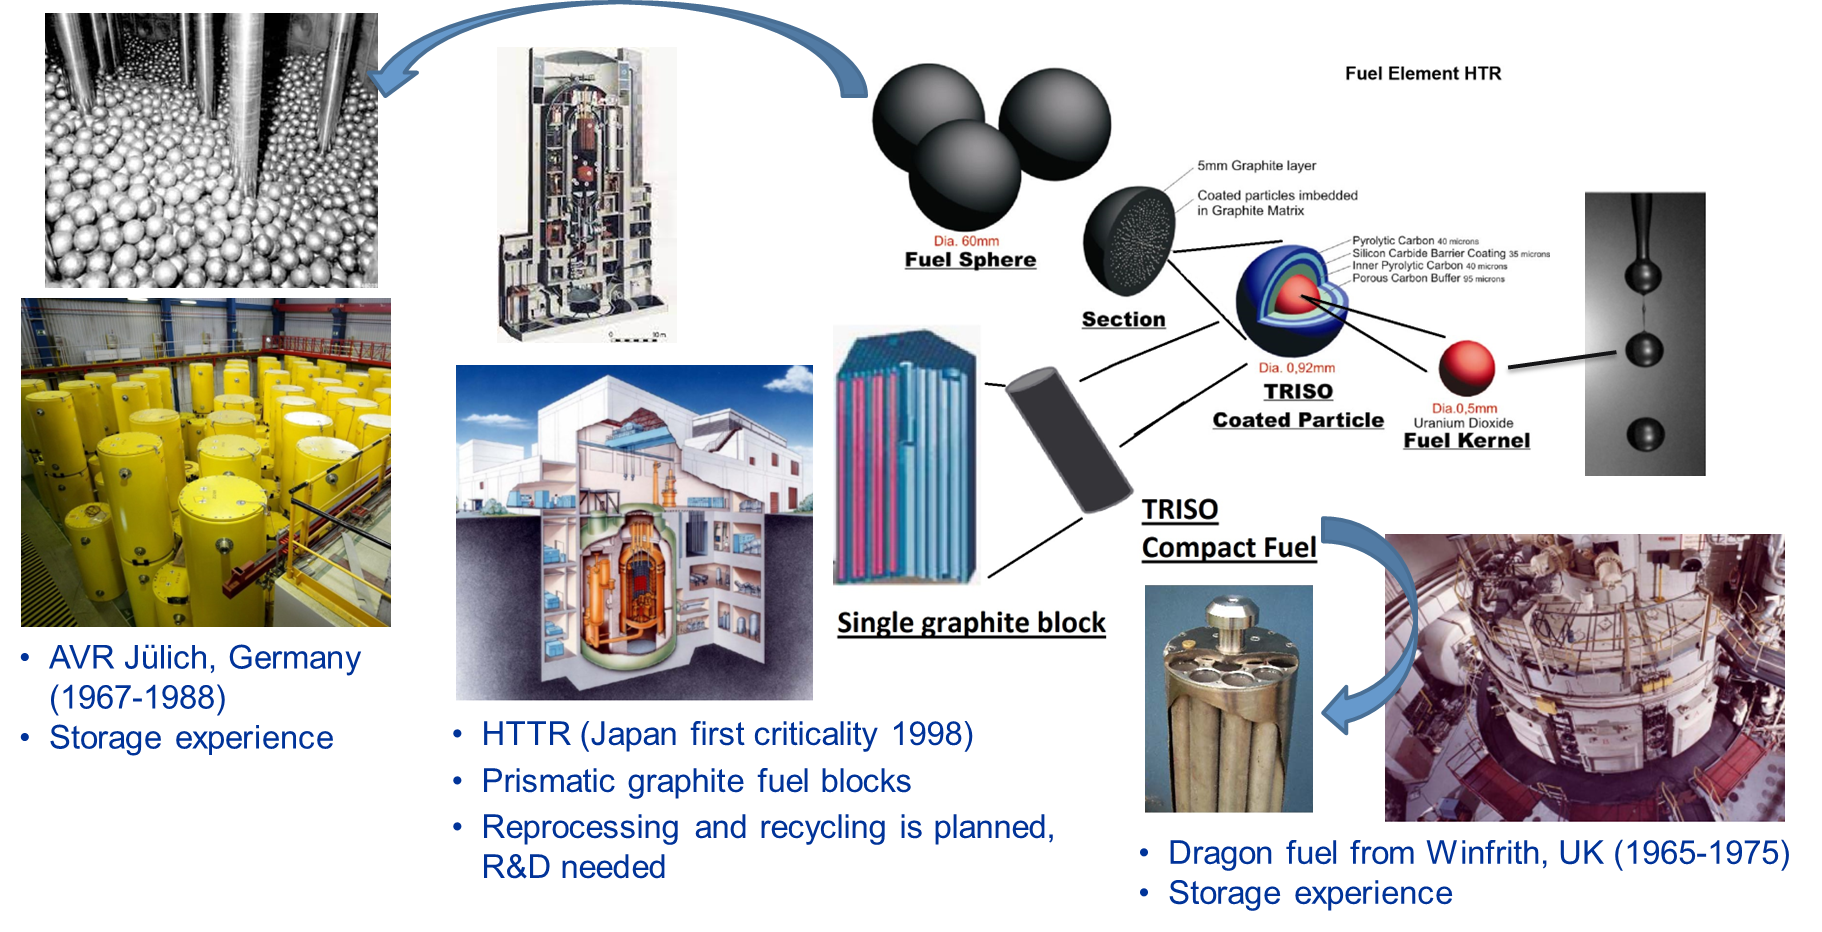 Fuel Element HTR
5mm Graphite layer
Coated particles imbedded
in Graphite Matrix
Dia. 60mm
Fuel Sphere
Section
Pyrolytic Carbon 40 microns
Silicon Carbide Barrier Coating 35 microns
Inner Pyrolytic Carbon 40 microns
Porous Carbon Buffer 95 microns
Dia. 0,92mm
TRISO
Coated Particle
Dia.0,5mm
Uranium Dioxide
Fuel Kernel
0 10m
TRISO
Compact Fuel
Single graphite block
• AVR Jülich, Germany
(1967-1988)
• Storage experience
• HTTR (Japan first criticality 1998)
• Prismatic graphite fuel blocks
• Reprocessing and recycling is planned,
R&D needed
• Dragon fuel from Winfrith, UK (1965-1975)
• Storage experience